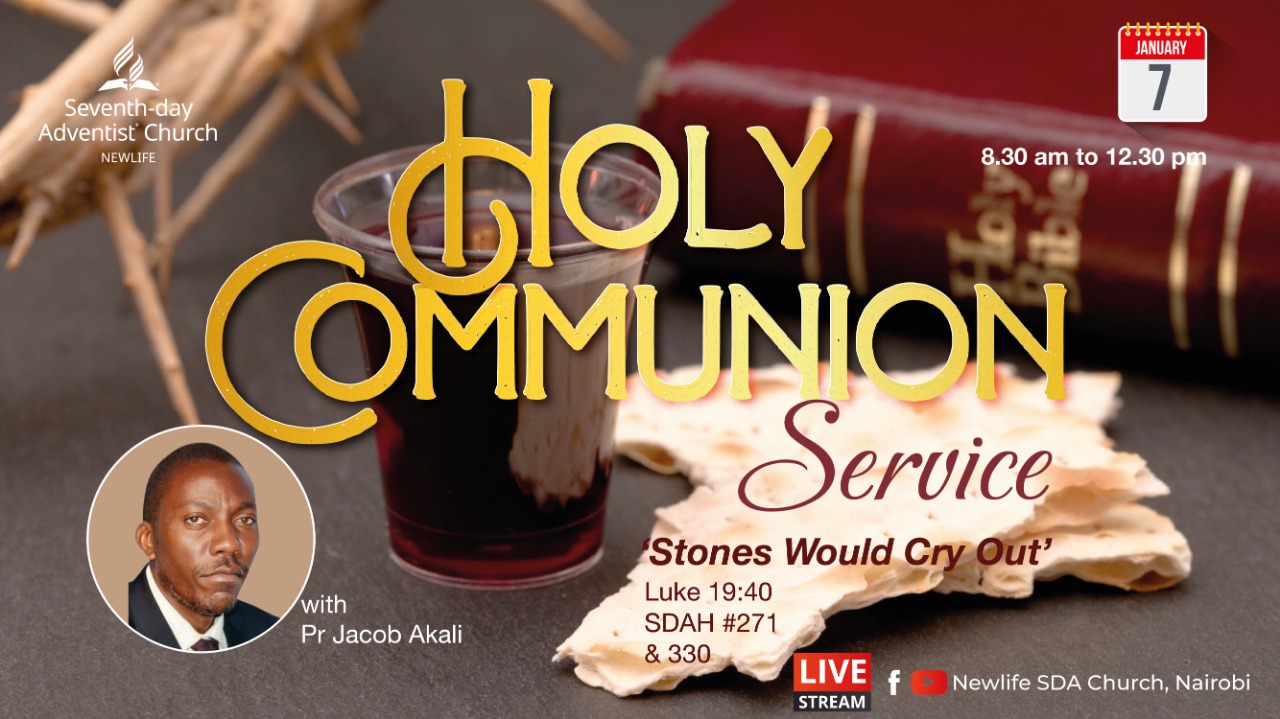 Seventh-day
Adventist® Church
NEWLIFE
JANUARY
7
8.30 am to 12.30 pm
Holy
Bible
HOLY
COMMUNION
Service
‘Stones Would Cry Out’
Luke 19:40
SDAH #271
& 330
with
Pr Jacob Akali
LIVE
STREAM
f
Newlife SDA Church, Nairobi